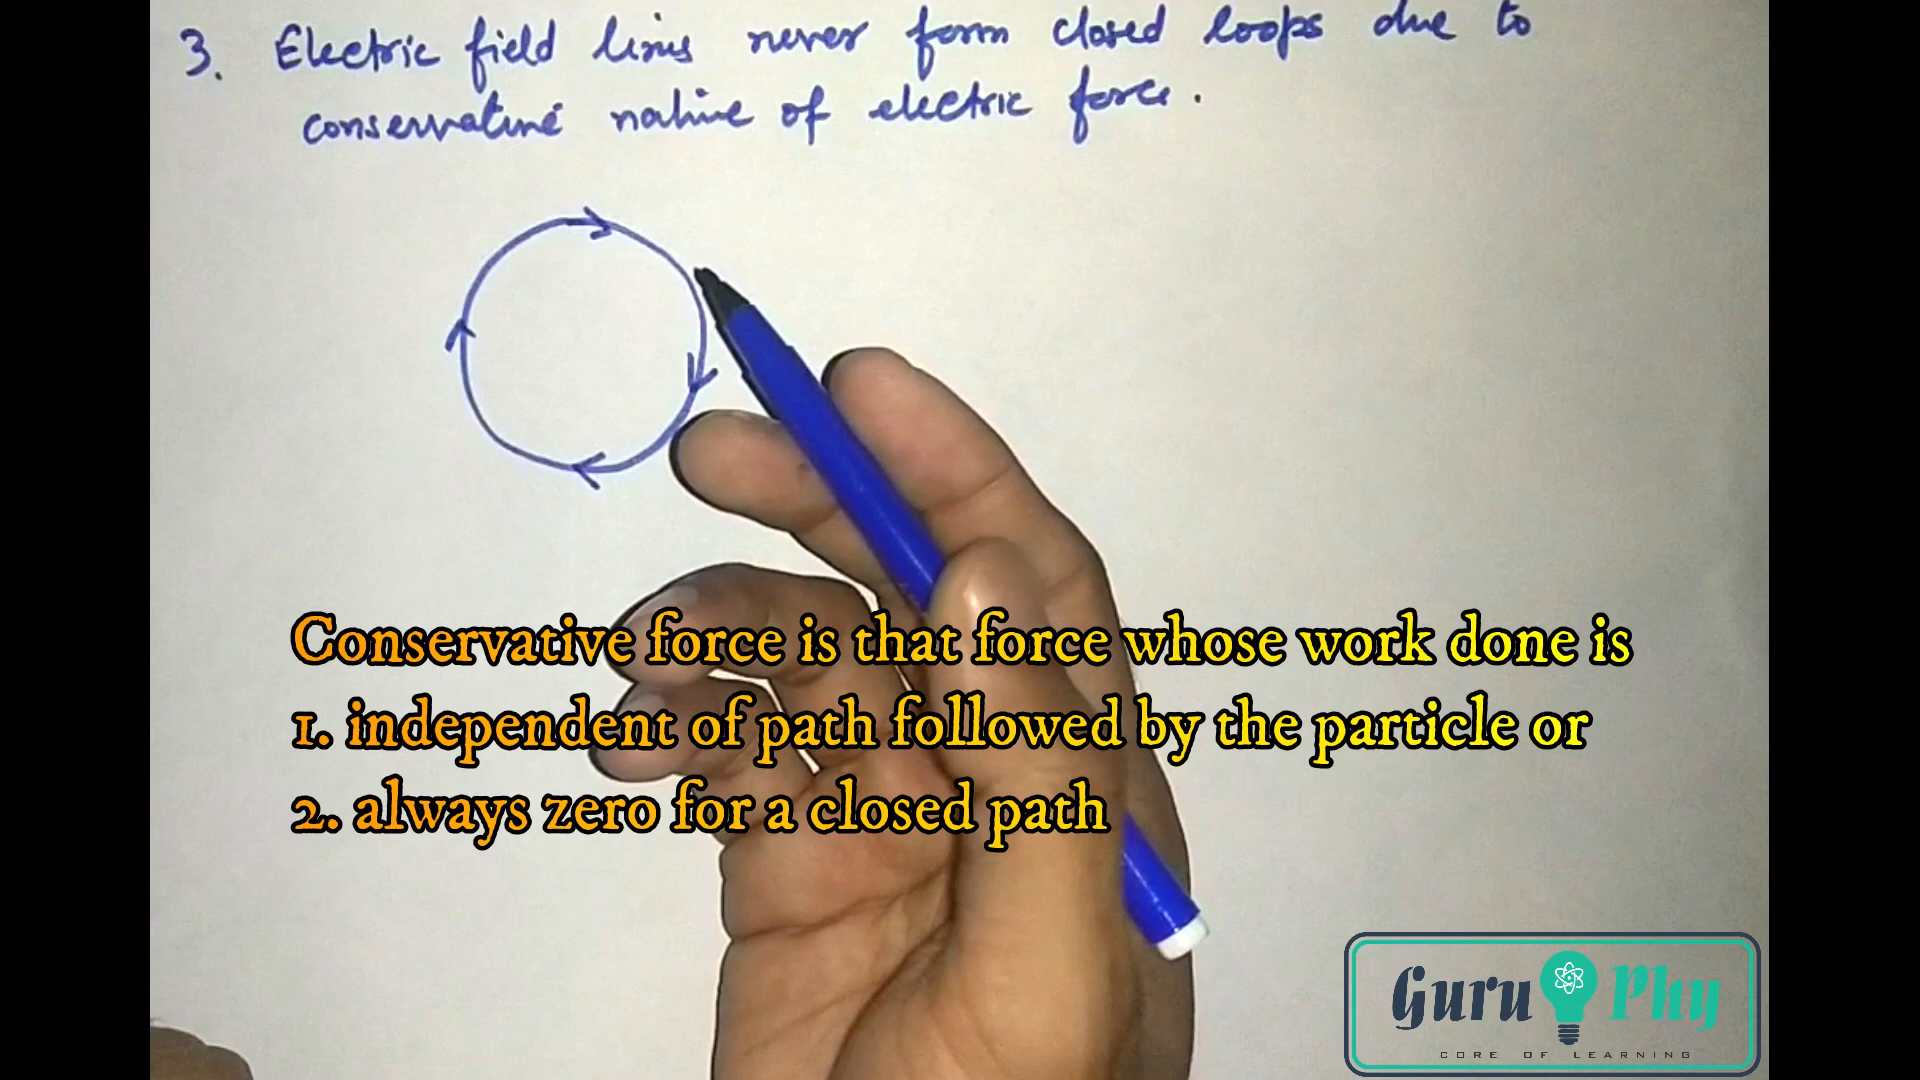 3. Electric field lines never form closed loops due to
conservative nature of electric force.
Conservative force is that force whose work done is
1. independent of path followed by the particle or
2. always zero for a closed path
Guru Phy
CORE OF LEARNING